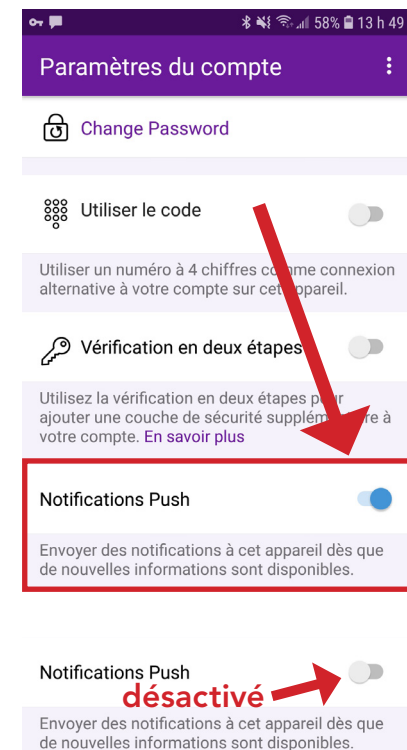 58% 13 h 49
Paramètres du compte
Change Password
Utiliser le code
Utiliser un numéro à 4 chiffres comme connexion
alternative à votre compte sur cet appareil.
Vérification en deux étapes
Utilisez la vérification en deux étapes pour
ajouter une couche de sécurité supplémentaire à
votre compte. En savoir plus
Notifications Push
Envoyer des notifications à cet appareil dès que
de nouvelles informations sont disponibles.
Notifications Push
désactivé
Envoyer des notifications à cet appareil dès que
de nouvelles informations sont disponibles.